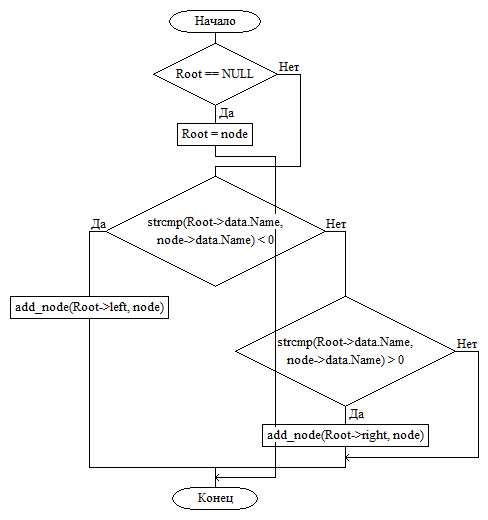 Начало
Root == NULL
Нет
Да
Root = node
Да
strcmp(Root->data.Name,
node->data.Name) < 0
Нет
add_node(Root->left, node)
strcmp(Root->data.Name,
node->data.Name) > 0
Нет
Да
add_node(Root->right, node)
Конец